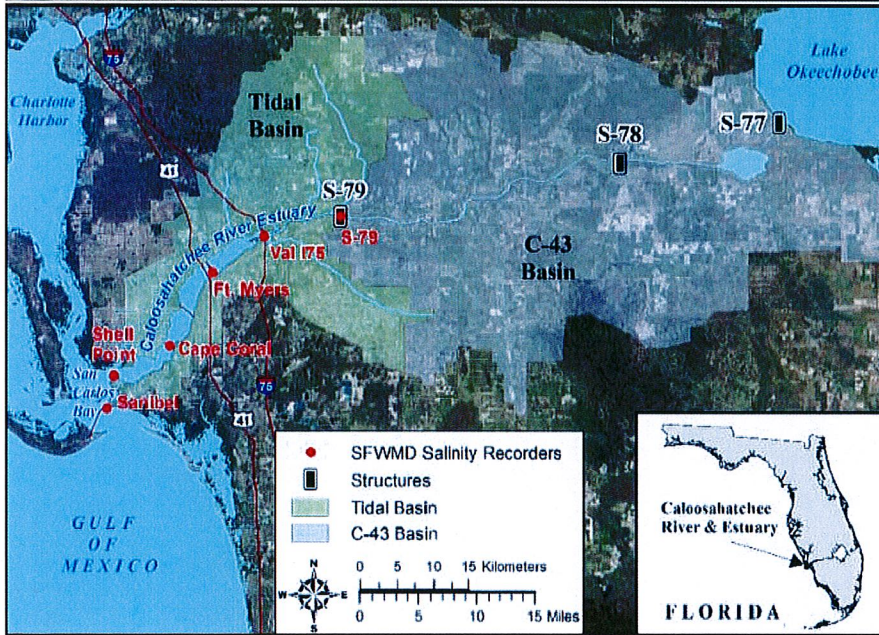 Lake
Okeechobee
75
Charlotte
Harbor
Tidal
Basin
S-77
S-78
41
S-79
S-79
Caloosahatchee River Estuary
Val I75
C-43
Basin
Ft. Myers
Shell
Point
Cape Coral
San
Carlos
Bay
Sanibel
75
41
GULF
OF
MEXICO
SFWMD Salinity Recorders
Structures
Tidal Basin
C-43 Basin
N
W
E
S
0 5 10 15 Kilometers
0 5 10 15 Miles
Caloosahatchee
River & Estuary
FLORIDA